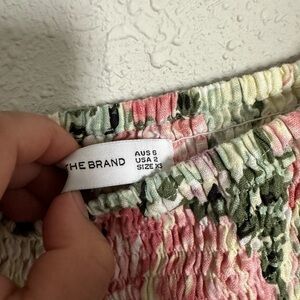 THE BRAND
AUS 6
USA 2
SIZE XS